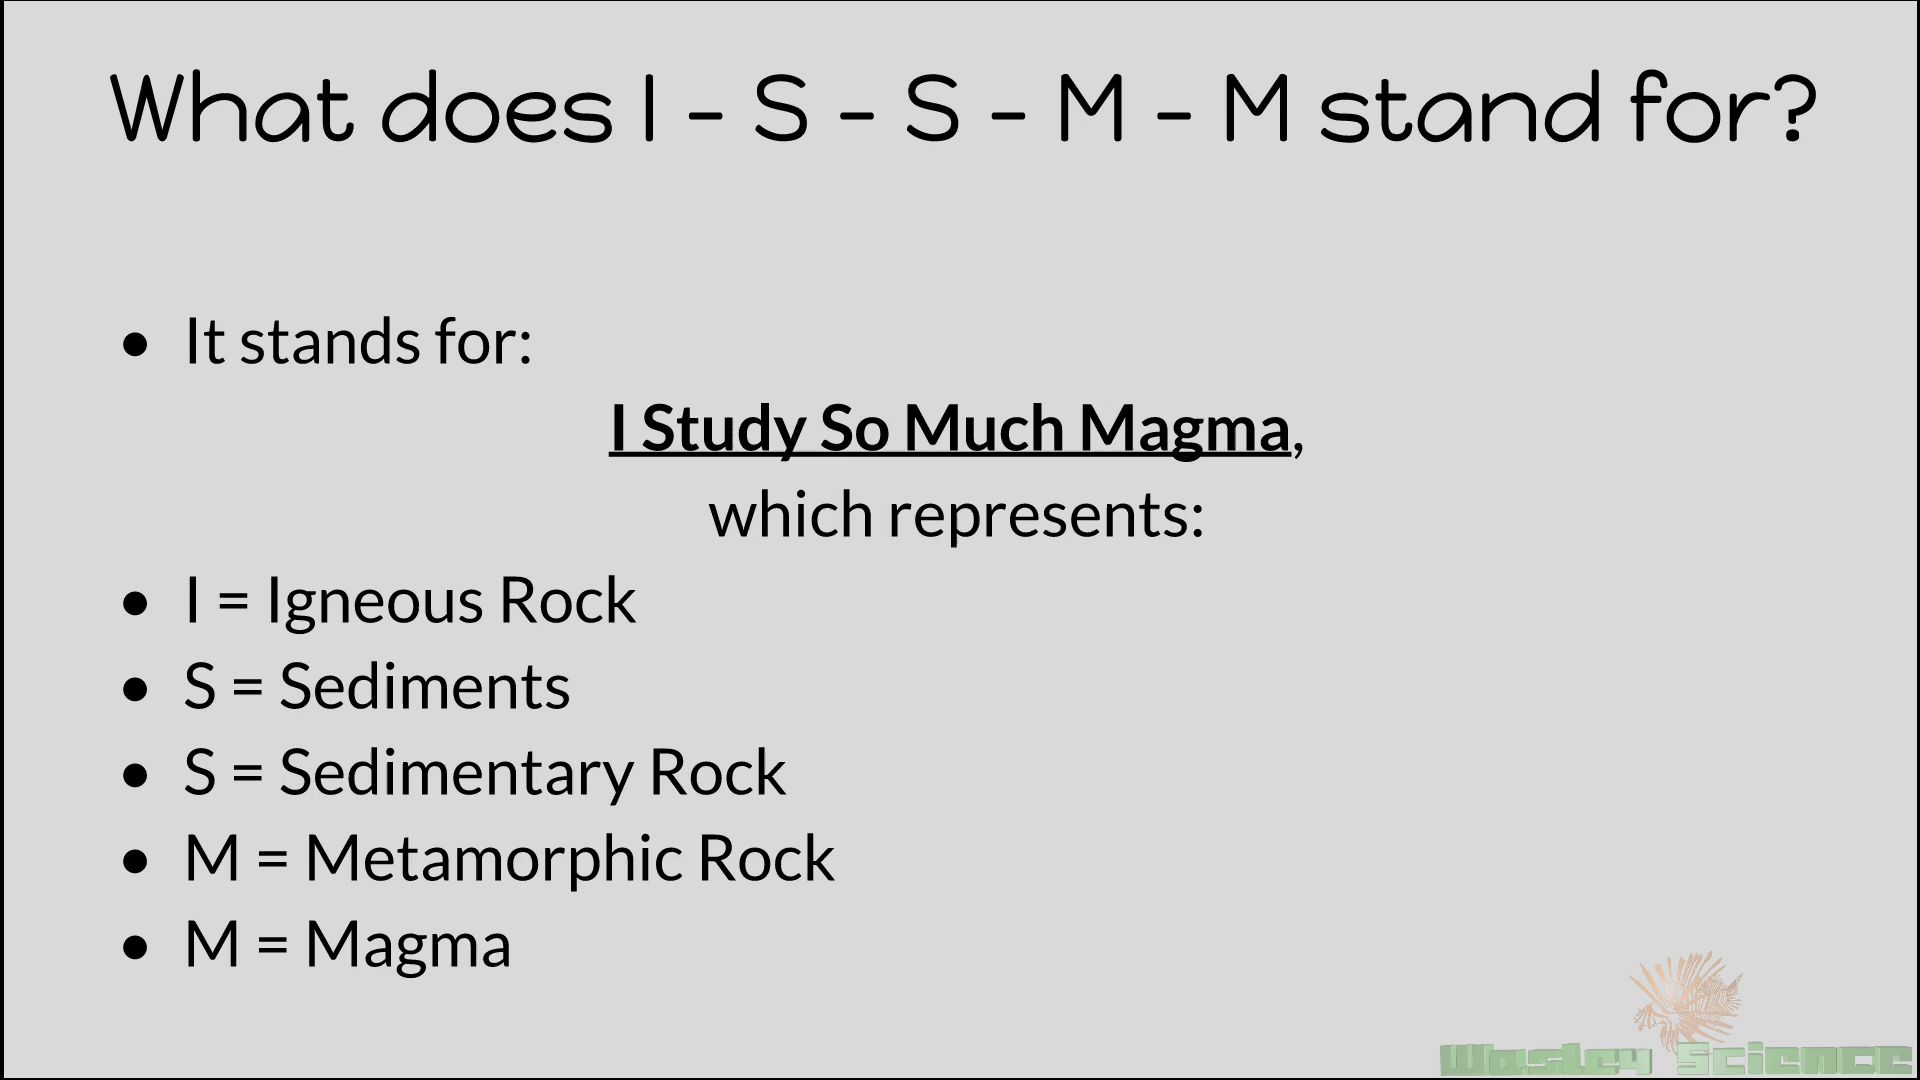 What does I - S - S - M - M stand for?
● It stands for:
I Study So Much Magma,
which represents:
● I = Igneous Rock
● S = Sediments
● S = Sedimentary Rock
● M = Metamorphic Rock
● M = Magma
Wasley Science